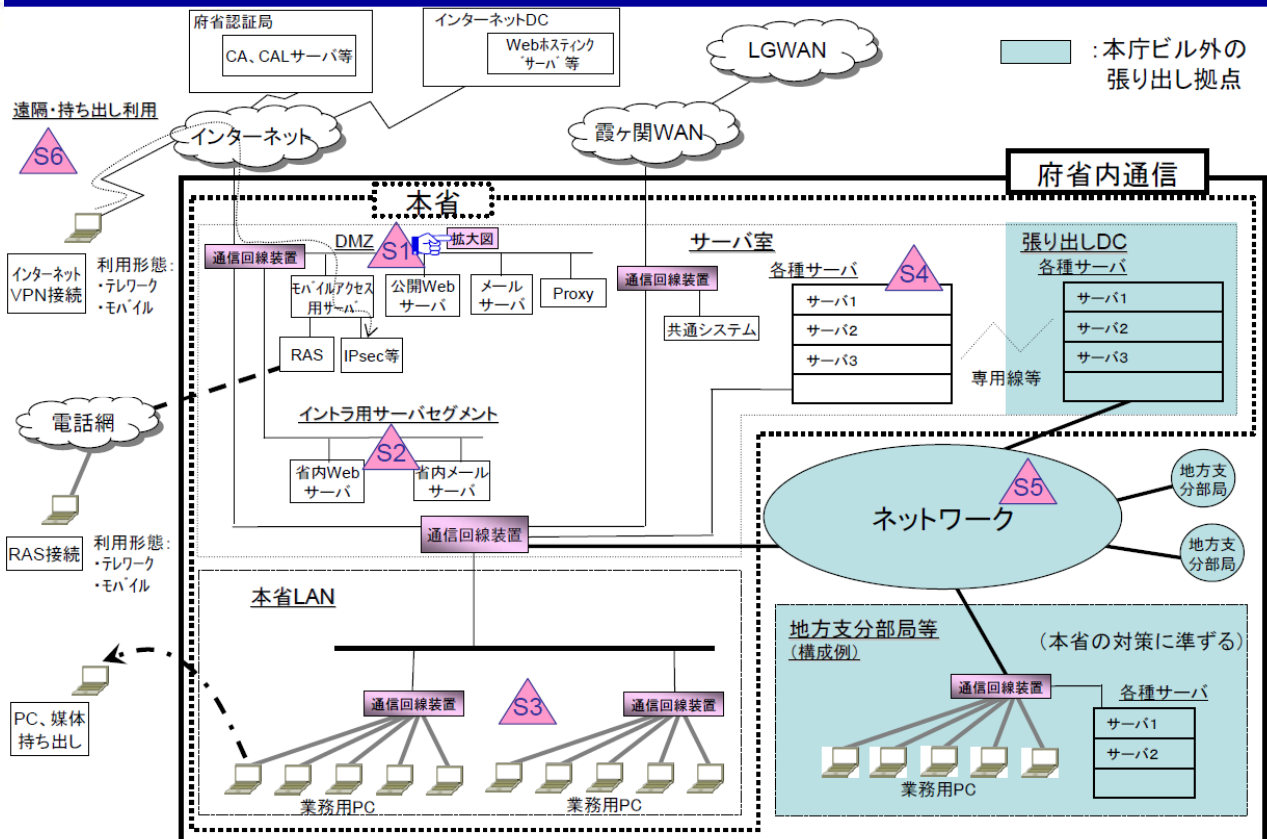 府省認証局
CA、CALサーバ等
インターネットDC
Webホスティング
サーバ等
LGWAN
:本庁ビル外の
張り出し拠点
遠隔・持ち出し利用
S6
インターネット
霞ヶ関WAN
府省内通信
本省
DMZ
S1
拡大図
サーバ室
張り出しDC
通信回線装置
各種サーバ
S4
各種サーバ
インターネット
VPN接続
利用形態:
・テレワーク
・モバイル
モバイルアクセス
用サーバ
公開Web
サーバ
メール
サーバ
Proxy
通信回線装置
共通システム
サーバ1
サーバ2
サーバ3
サーバ1
サーバ2
サーバ3
RAS
IPsec等
専用線等
電話網
イントラ用サーバセグメント
S2
省内Web
サーバ
省内メール
サーバ
S5
ネットワーク
地方支
分部局
地方支
分部局
通信回線装置
RAS接続
利用形態:
・テレワーク
・モバイル
本省LAN
地方支分部局等
(構成例)
(本省の対策に準ずる)
通信回線装置
S3
通信回線装置
通信回線装置
各種サーバ
サーバ1
サーバ2
PC、媒体
持ち出し
業務用PC
業務用PC
業務用PC